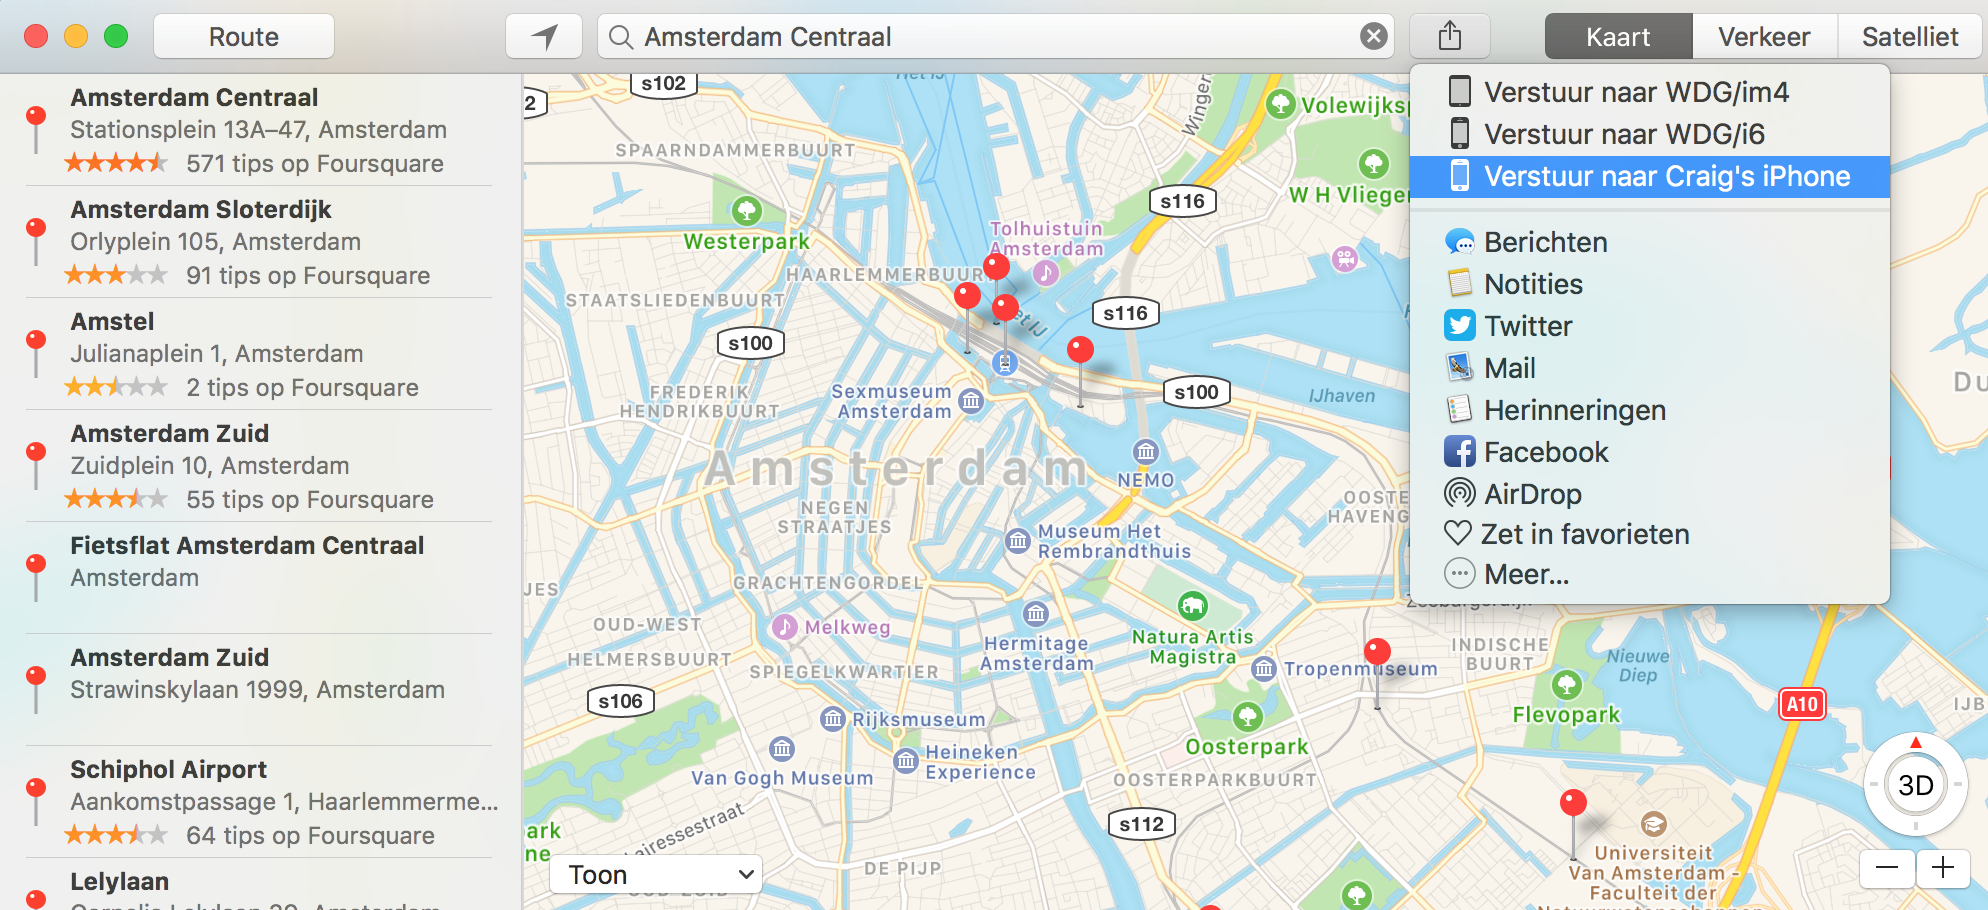 Route
Amsterdam Centraal
Kaart
Verkeer
Satelliet
Amsterdam Centraal
Stationsplein 13A–47, Amsterdam
571 tips op Foursquare
Amsterdam Sloterdijk
Orlyplein 105, Amsterdam
91 tips op Foursquare
Amstel
Julianaplein 1, Amsterdam
2 tips op Foursquare
Amsterdam Zuid
Zuidplein 10, Amsterdam
55 tips op Foursquare
Fietsflat Amsterdam Centraal
Amsterdam
Amsterdam Zuid
Strawinskylaan 1999, Amsterdam
Schiphol Airport
Aankomstpassage 1, Haarlemmerme...
64 tips op Foursquare
Lelylaan
Verstuur naar WDG/im4
Verstuur naar WDG/i6
Verstuur naar Craig's iPhone
Berichten
Notities
Twitter
Mail
Herinneringen
Facebook
AirDrop
Zet in favorieten
Meer...
Het IJ
2
s102
Winger
Volewijksp
SPAARNDAMMERBUURT
W H Vlieger
s116
Westerpark
Tolhuistuin
Amsterdam
HAARLEMMERBUUR
STAATSLIEDENBUURT
s116
et IJ
s100
FREDERIK
HENDRIKBUURT
Sexmuseum
Amsterdam
s100
IJhaven
Du
Amsterdam
NEMO
NEGEN
STRAATJES
OOSTE
HAVENG
Museum Het
Rembrandthuis
GRACHTENGORDEL
JES
OUD-WEST
Melkweg
Hermitage
Amsterdam
Natura Artis
Magistra
HELMERSBUURT
SPIEGELKWARTIER
Tropenmuseum
INDISCHE
BUURT
Nieuwe
Diep
s106
Rijksmuseum
Flevopark
A10
IJB
Oosterpark
Van Gogh Museum
Heineken
Experience
OOSTERPARKBUURT
3D
s112
ark
ne
lairessestraat
DE PIJP
Toon
Universiteit
Van Amsterdam -
Faculteit der